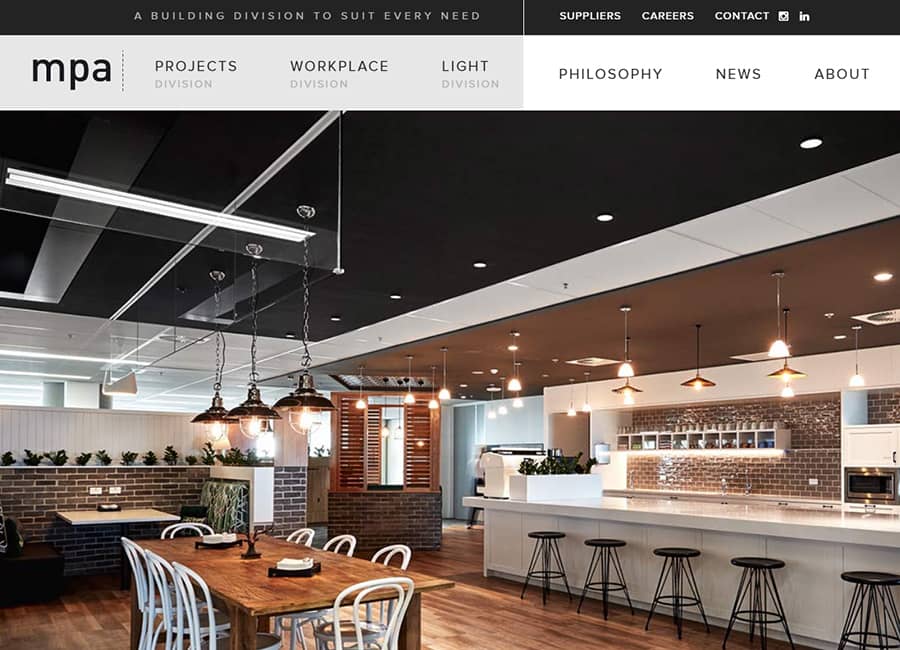 A BUILDING DIVISION TO SUIT EVERY NEED
SUPPLIERS CAREERS CONTACT in
mpa
PROJECTS
DIVISION
WORKPLACE
DIVISION
LIGHT
DIVISION
PHILOSOPHY NEWS ABOUT